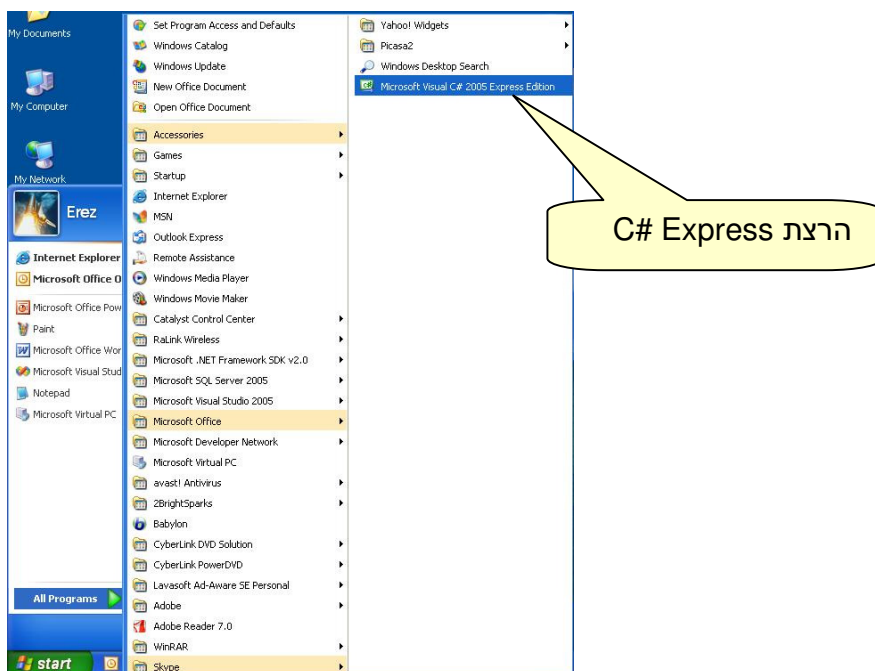 My Documents
My Computer
My Network
Erez
Internet Explorer
Microsoft Office O
Microsoft Office Pow
Paint
Microsoft Office Wor
Microsoft Visual Stud
Notepad
Microsoft Virtual PC
All Programs
start
Set Program Access and Defaults
Windows Catalog
Windows Update
New Office Document
Open Office Document
Accessories
Games
Startup
Internet Explorer
MSN
Outlook Express
Remote Assistance
Windows Media Player
Windows Movie Maker
Catalyst Control Center
RaLink Wireless
Microsoft .NET Framework SDK v2.0
Microsoft SQL Server 2005
Microsoft Visual Studio 2005
Microsoft Office
Microsoft Developer Network
Microsoft Virtual PC
avast! Antivirus
2BrightSparks
Babylon
CyberLink DVD Solution
CyberLink PowerDVD
Lavasoft Ad-Aware SE Personal
Adobe
Adobe Reader 7.0
WinRAR
Skype
Yahoo! Widgets
Picasa2
Windows Desktop Search
Microsoft Visual C# 2005 Express Edition
הרצת C# Express